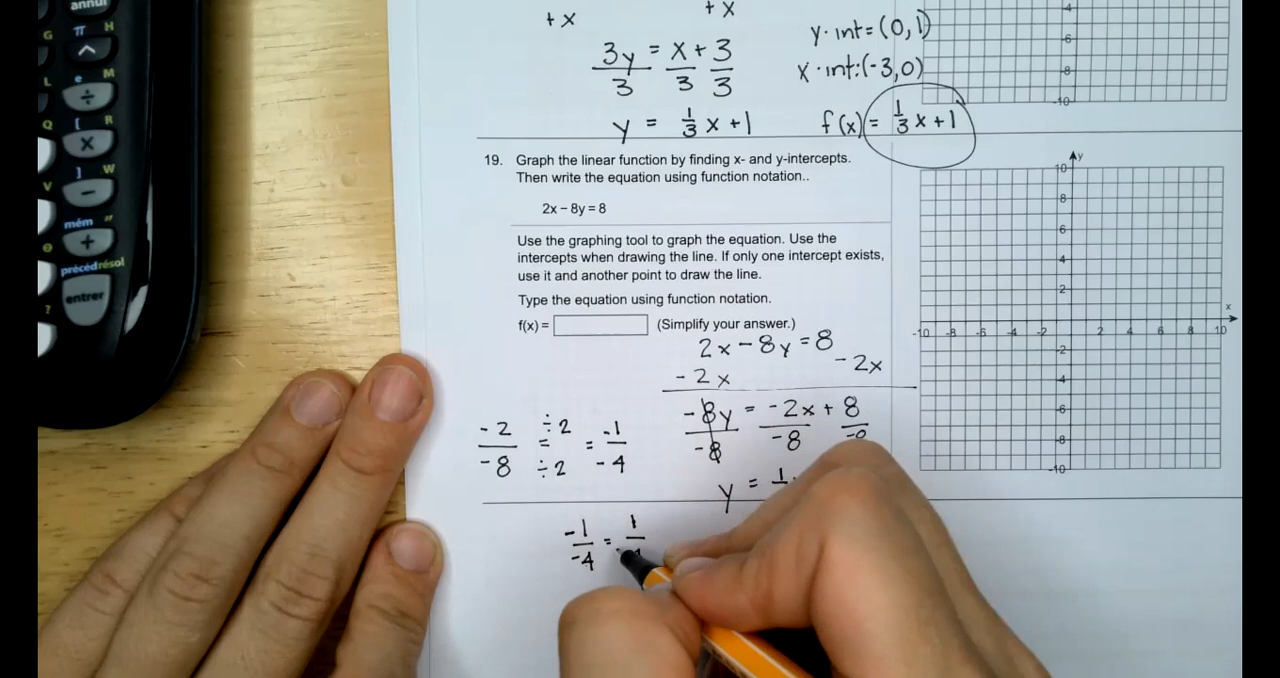 + x + x
3y = x + 3
3 3 3
y = 1/3 x + 1
y. int = (0, 1)
x. int: (-3, 0)
f(x) = 1/3 x + 1
19. Graph the linear function by finding x- and y-intercepts.
Then write the equation using function notation..
2x − 8y = 8
Use the graphing tool to graph the equation. Use the
intercepts when drawing the line. If only one intercept exists,
use it and another point to draw the line.
Type the equation using function notation.
f(x) = (Simplify your answer.)
2x − 8y = 8
- 2x - 2x
-8y = -2x + 8
-8 -8
-2 ÷2 = -1
-8 ÷2 -4
y = 1
-1 = 1
-4
-4
-6
-8
-10
y
10
8
6
4
2
x
-10 -8 -6 -4 -2 2 4 6 8 10
-2
-4
-6
-8
-10
annul
G π H
^
L e M
÷
Q [ R
×
V ] W
−
mém "
+
précéd résol
entrer
?